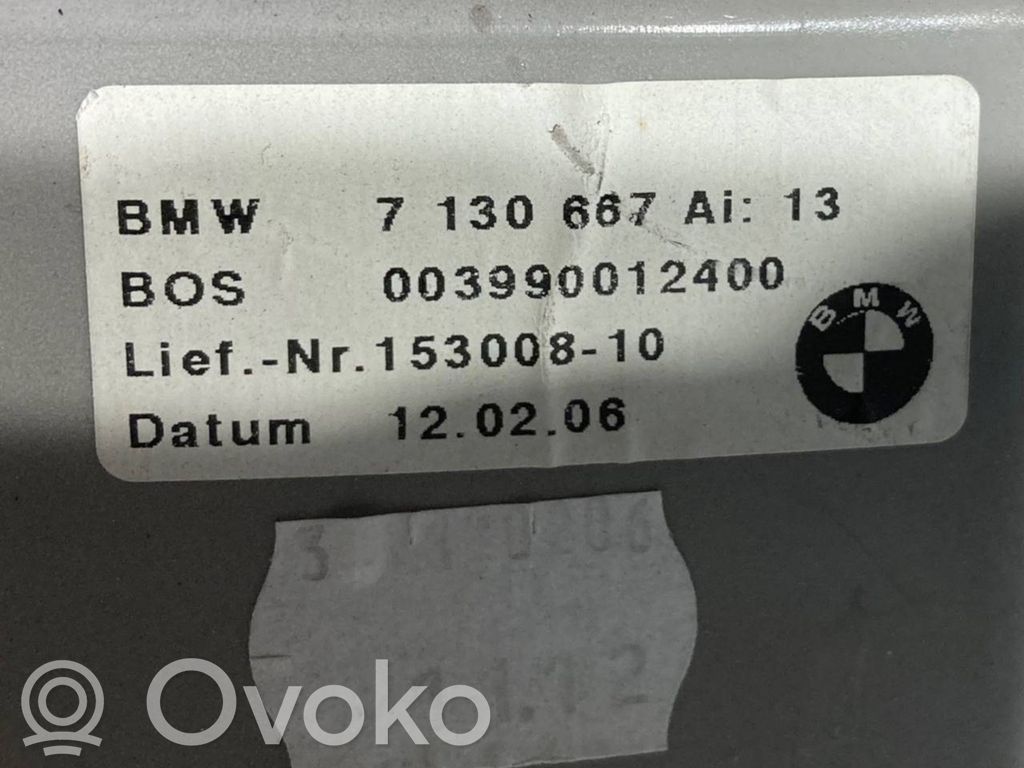 BMW 7 130 667 Ai: 13
BOS 003990012400
BMW
Lief.-Nr.153008-10
Datum 12.02.06
Ovoko